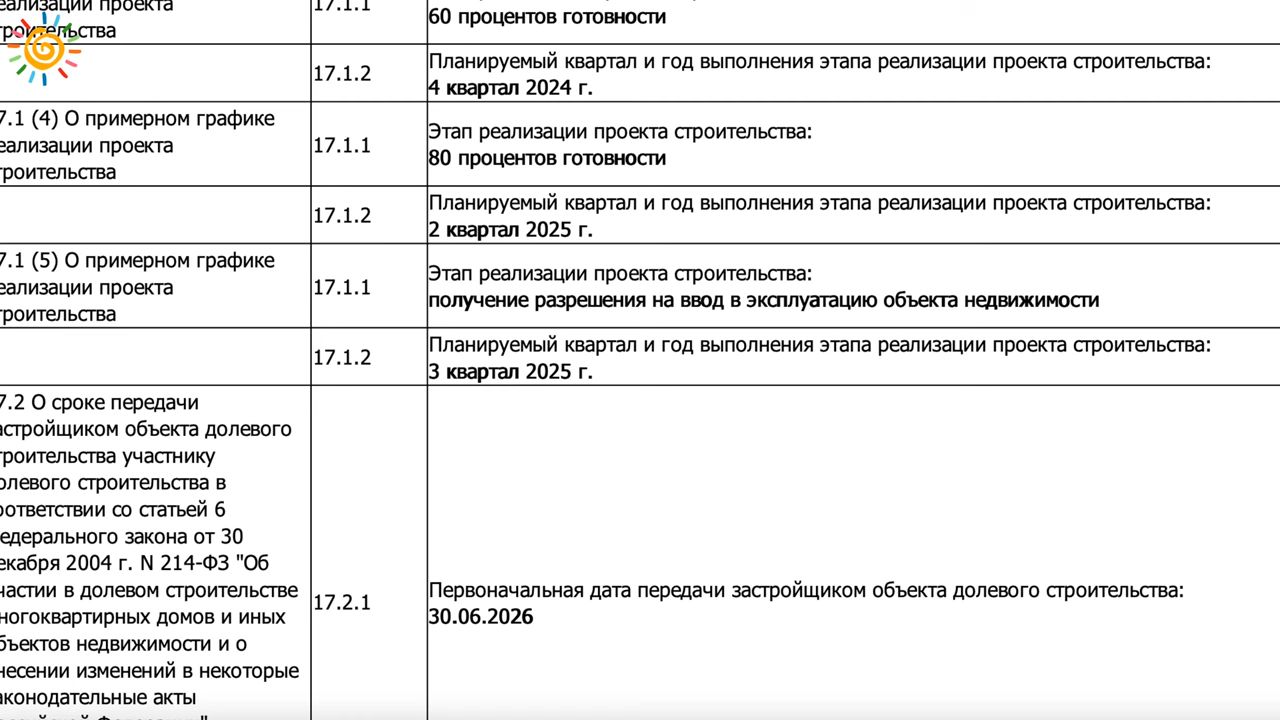 17.1.1
60 процентов готовности
17.1.2
Планируемый квартал и год выполнения этапа реализации проекта строительства:
4 квартал 2024 г.
7.1 (4) О примерном графике
еализации проекта
троительства
17.1.1
Этап реализации проекта строительства:
80 процентов готовности
17.1.2
Планируемый квартал и год выполнения этапа реализации проекта строительства:
2 квартал 2025 г.
7.1 (5) О примерном графике
еализации проекта
троительства
17.1.1
Этап реализации проекта строительства:
получение разрешения на ввод в эксплуатацию объекта недвижимости
17.1.2
Планируемый квартал и год выполнения этапа реализации проекта строительства:
3 квартал 2025 г.
7.2 О сроке передачи
астройщиком объекта долевого
троительства участнику
олевого строительства в
оответствии со статьей 6
едерального закона от 30
екабря 2004 г. N 214-ФЗ "Об
частии в долевом строительстве
ногоквартирных домов и иных
бъектов недвижимости и о
несении изменений в некоторые
аконодательные акты
17.2.1
Первоначальная дата передачи застройщиком объекта долевого строительства:
30.06.2026